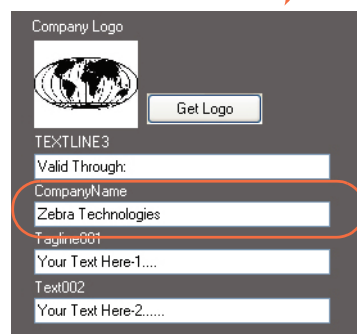 Company Logo
Get Logo
TEXTLINE3
Valid Through:
CompanyName
Zebra Technologies
Tagline001
Your Text Here-1....
Text002
Your Text Here-2......